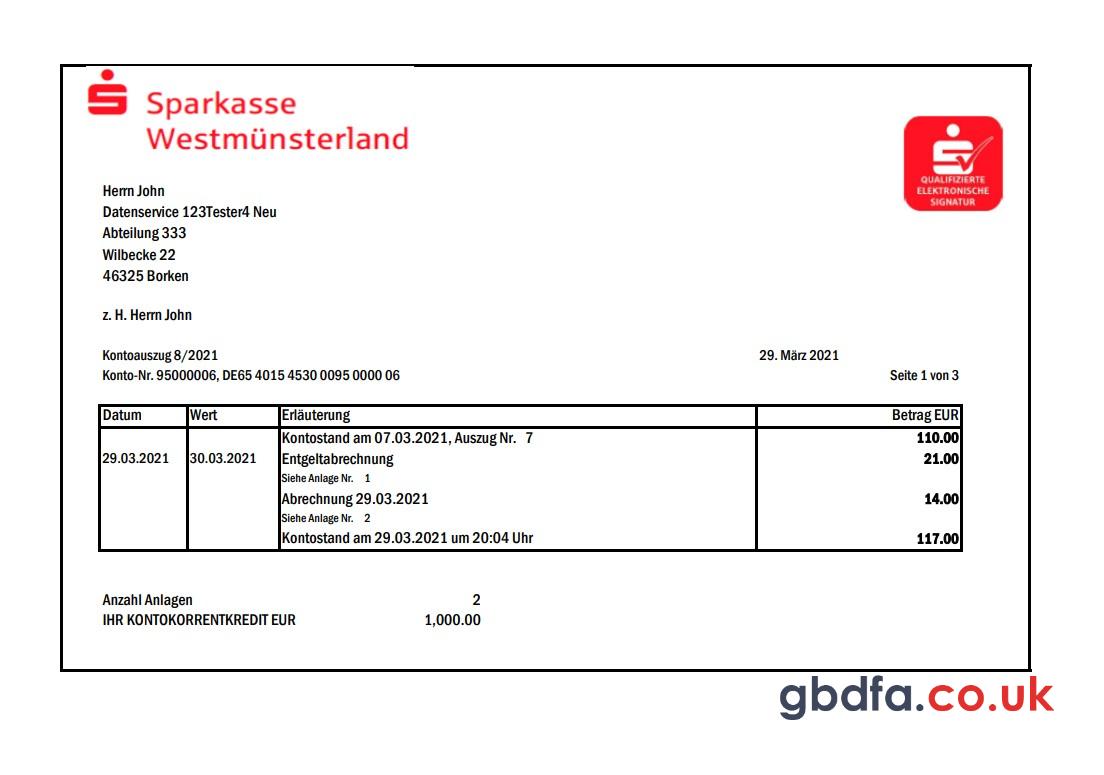 Sparkasse
Westmünsterland
QUALIFIZIERTE
ELEKTRONISCHE
SIGNATUR
Herrn John
Datenservice 123Tester4 Neu
Abteilung 333
Wilbecke 22
46325 Borken
z. H. Herrn John
Kontoauszug 8/2021 29. März 2021
Konto-Nr. 95000006, DE65 4015 4530 0095 0000 06 Seite 1 von 3
Datum Wert Erläuterung Betrag EUR
Kontostand am 07.03.2021, Auszug Nr. 7 110.00
29.03.2021 30.03.2021 Entgeltabrechnung 21.00
Siehe Anlage Nr. 1
Abrechnung 29.03.2021 14.00
Siehe Anlage Nr. 2
Kontostand am 29.03.2021 um 20:04 Uhr 117.00
Anzahl Anlagen 2
IHR KONTOKORRENTKREDIT EUR 1,000.00
gbdfa.co.uk